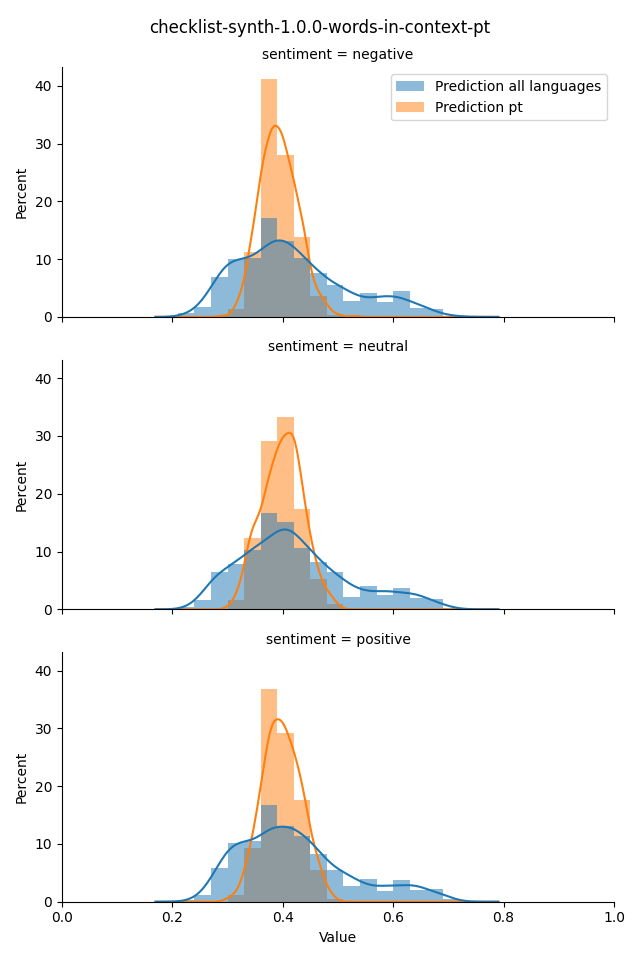 checklist-synth-1.0.0-words-in-context-pt
sentiment = negative
Prediction all languages
Prediction pt
40
30
20
10
0
Percent
sentiment = neutral
40
30
20
10
0
Percent
sentiment = positive
40
30
20
10
0
Percent
0.0 0.2 0.4 0.6 0.8 1.0
Value